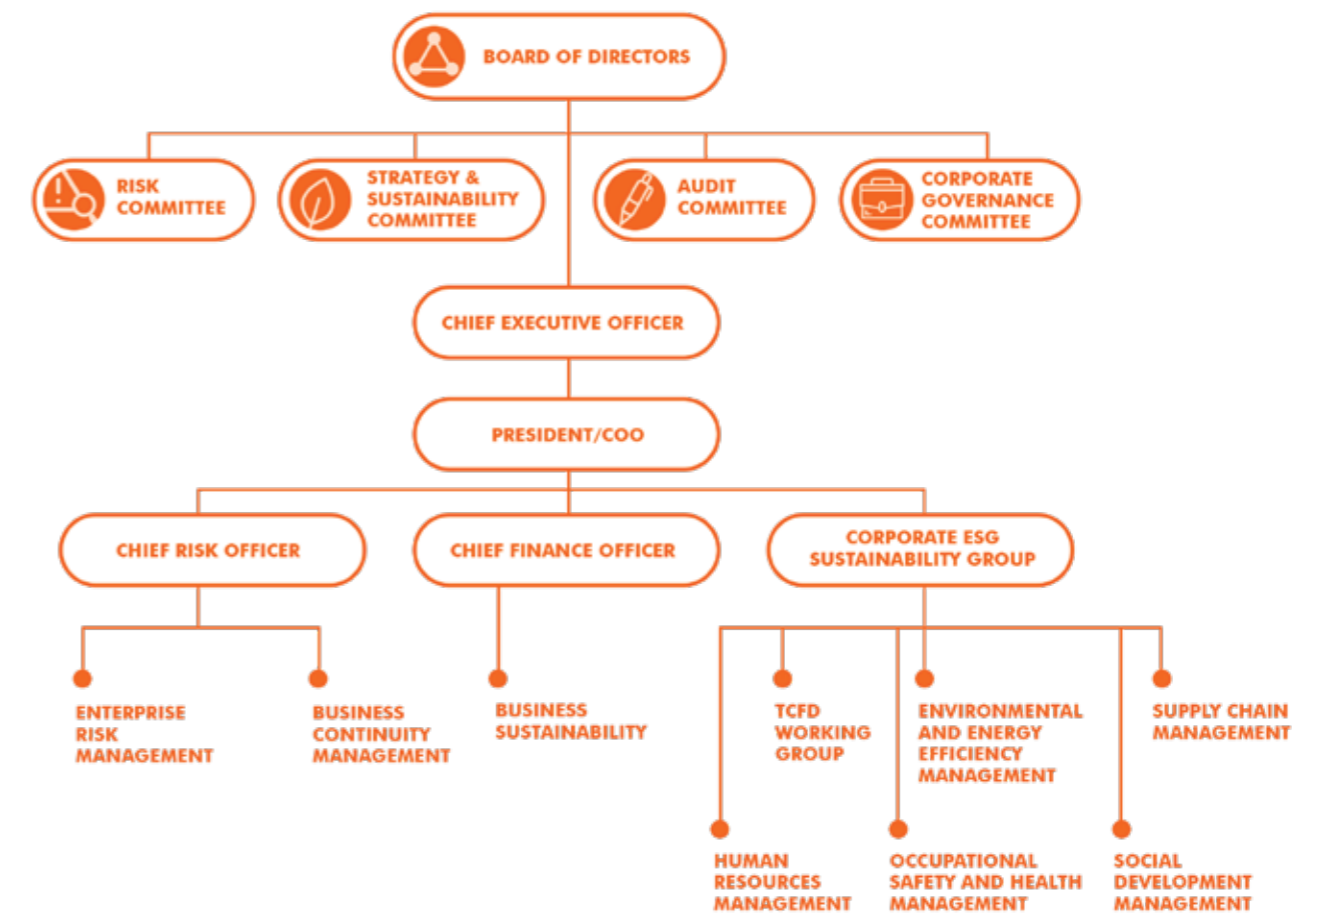 BOARD OF DIRECTORS
RISK
COMMITTEE
STRATEGY &
SUSTAINABILITY
COMMITTEE
AUDIT
COMMITTEE
CORPORATE
GOVERNANCE
COMMITTEE
CHIEF EXECUTIVE OFFICER
PRESIDENT/COO
CHIEF RISK OFFICER
CHIEF FINANCE OFFICER
CORPORATE ESG
SUSTAINABILITY GROUP
ENTERPRISE
RISK
MANAGEMENT
BUSINESS
CONTINUITY
MANAGEMENT
BUSINESS
SUSTAINABILITY
TCFD
WORKING
GROUP
ENVIRONMENTAL
AND ENERGY
EFFICIENCY
MANAGEMENT
SUPPLY CHAIN
MANAGEMENT
HUMAN
RESOURCES
MANAGEMENT
OCCUPATIONAL
SAFETY AND HEALTH
MANAGEMENT
SOCIAL
DEVELOPMENT
MANAGEMENT